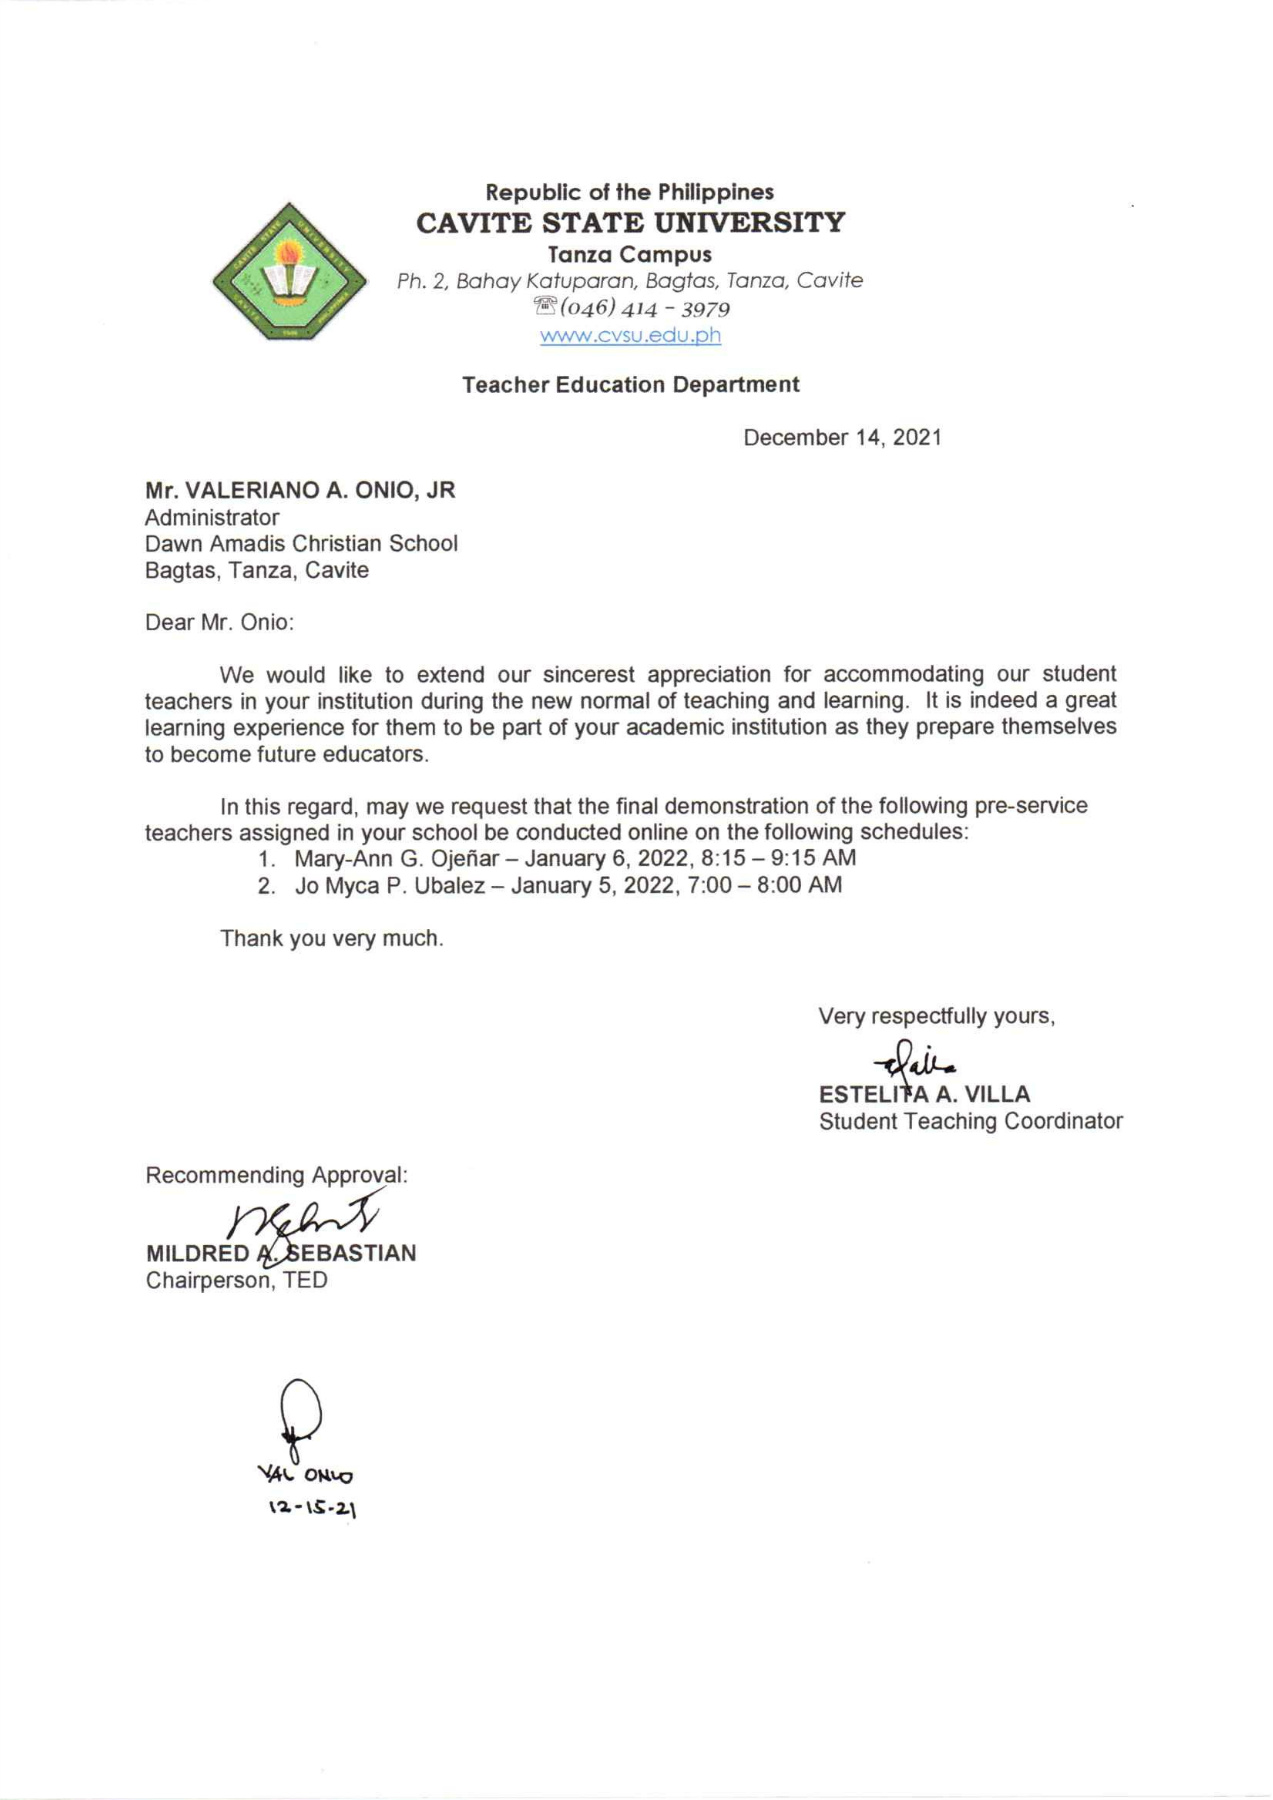 Republic of the Philippines
CAVITE STATE UNIVERSITY
Tanza Campus
Ph. 2, Bahay Katuparan, Bagtas, Tanza, Cavite
☏(046) 414 - 3979
www.cvsu.edu.ph
CAVITE STATE UNIVERSITY
CAVITE 1906 PHILIPPINES
Teacher Education Department
December 14, 2021
Mr. VALERIANO A. ONIO, JR
Administrator
Dawn Amadis Christian School
Bagtas, Tanza, Cavite
Dear Mr. Onio:
We would like to extend our sincerest appreciation for accommodating our student
teachers in your institution during the new normal of teaching and learning. It is indeed a great
learning experience for them to be part of your academic institution as they prepare themselves
to become future educators.
In this regard, may we request that the final demonstration of the following pre-service
teachers assigned in your school be conducted online on the following schedules:
1. Mary-Ann G. Ojeñar – January 6, 2022, 8:15 – 9:15 AM
2. Jo Myca P. Ubalez – January 5, 2022, 7:00 – 8:00 AM
Thank you very much.
Very respectfully yours,
ESTELITA A. VILLA
Student Teaching Coordinator
Recommending Approval:
MILDRED A. SEBASTIAN
Chairperson, TED
VAL ONIO
12-15-21